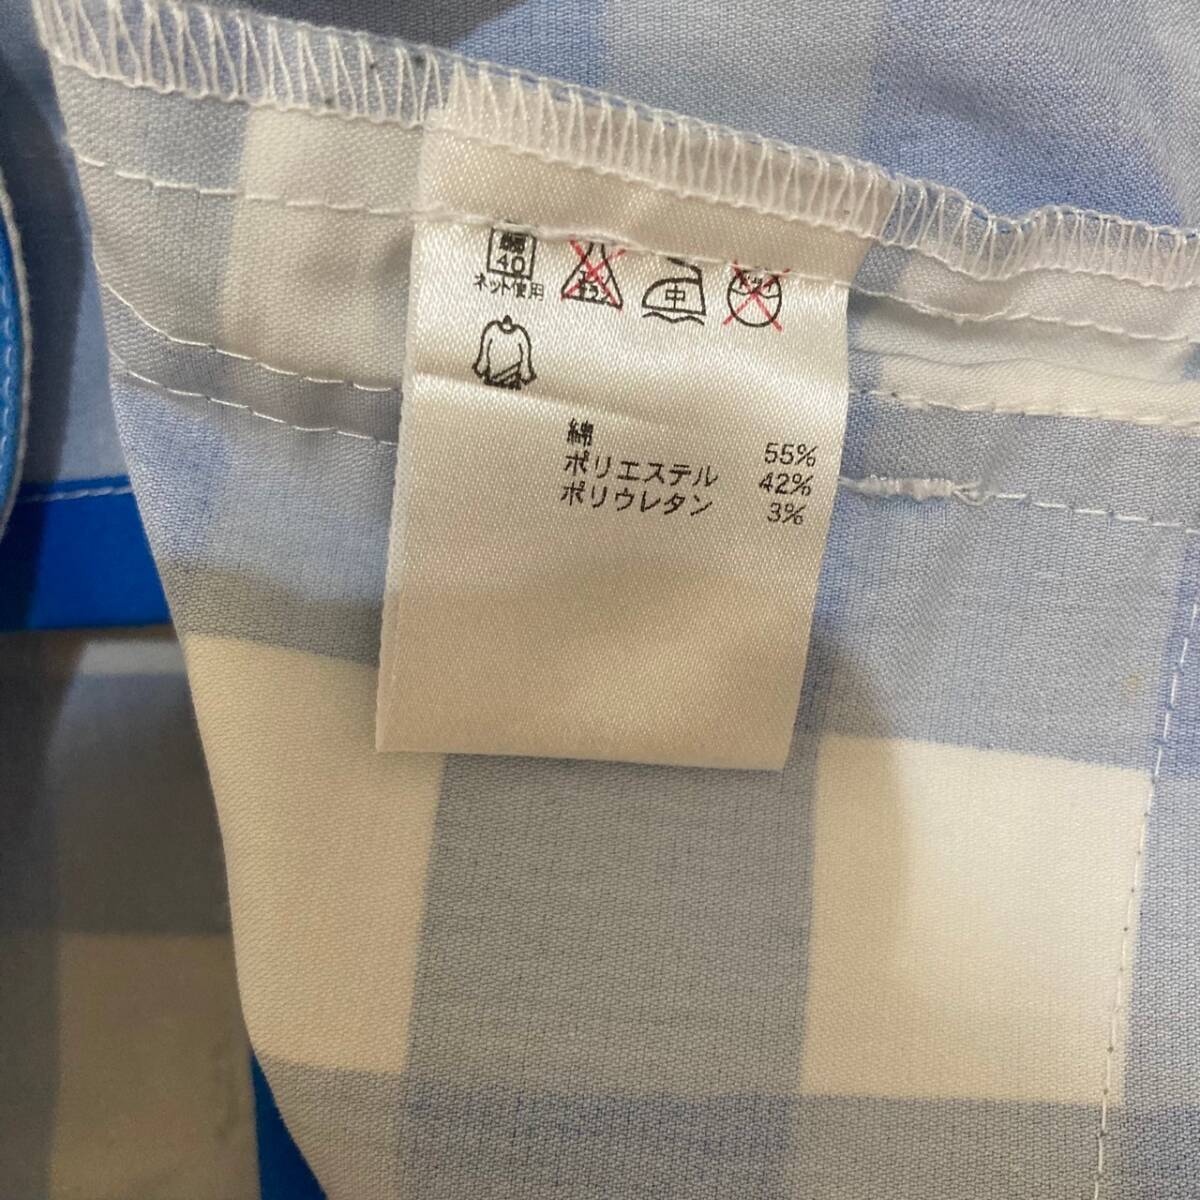 40 中
ネット使用
綿 55%
ポリエステル 42%
ポリウレタン 3%